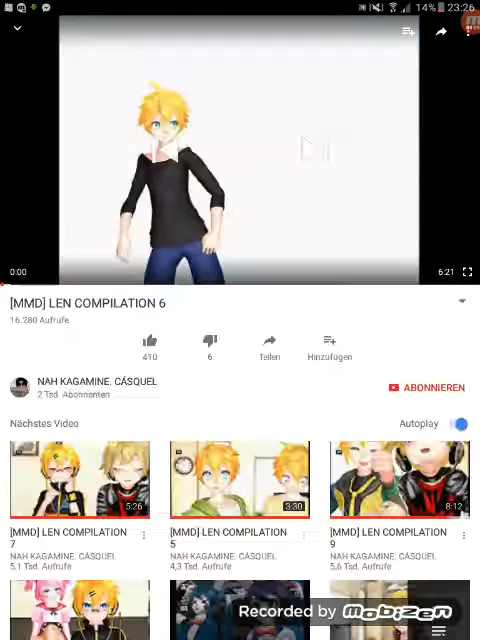 14% 23:26
0:00
6:21
[MMD] LEN COMPILATION 6
16.280 Aufrufe
410
6
Teilen
Hinzufügen
NAH KAGAMINE. CÁSQUEL
2 Tsd. Abonnenten
ABONNIEREN
Nächstes Video
Autoplay
5:26
3:30
8:12
[MMD] LEN COMPILATION 7
NAH KAGAMINE. CÁSQUEL
5,1 Tsd. Aufrufe
[MMD] LEN COMPILATION 5
NAH KAGAMINE. CÁSQUEL
4,3 Tsd. Aufrufe
[MMD] LEN COMPILATION 9
NAH KAGAMINE. CÁSQUEL
5,6 Tsd. Aufrufe
Recorded by MOBIZEN